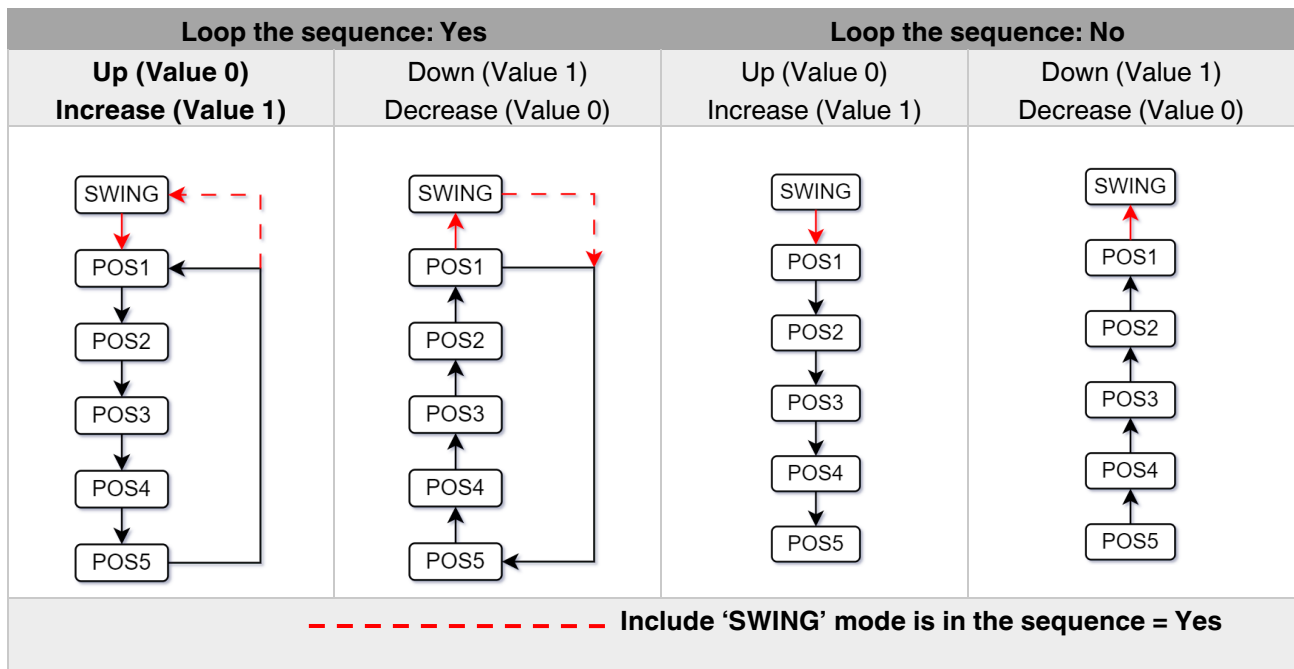 Loop the sequence: Yes
Loop the sequence: No
Up (Value 0)
Increase (Value 1)
Down (Value 1)
Decrease (Value 0)
Up (Value 0)
Increase (Value 1)
Down (Value 1)
Decrease (Value 0)
SWING
POS1
POS2
POS3
POS4
POS5
SWING
POS1
POS2
POS3
POS4
POS5
SWING
POS1
POS2
POS3
POS4
POS5
SWING
POS1
POS2
POS3
POS4
POS5
Include ‘SWING’ mode is in the sequence = Yes